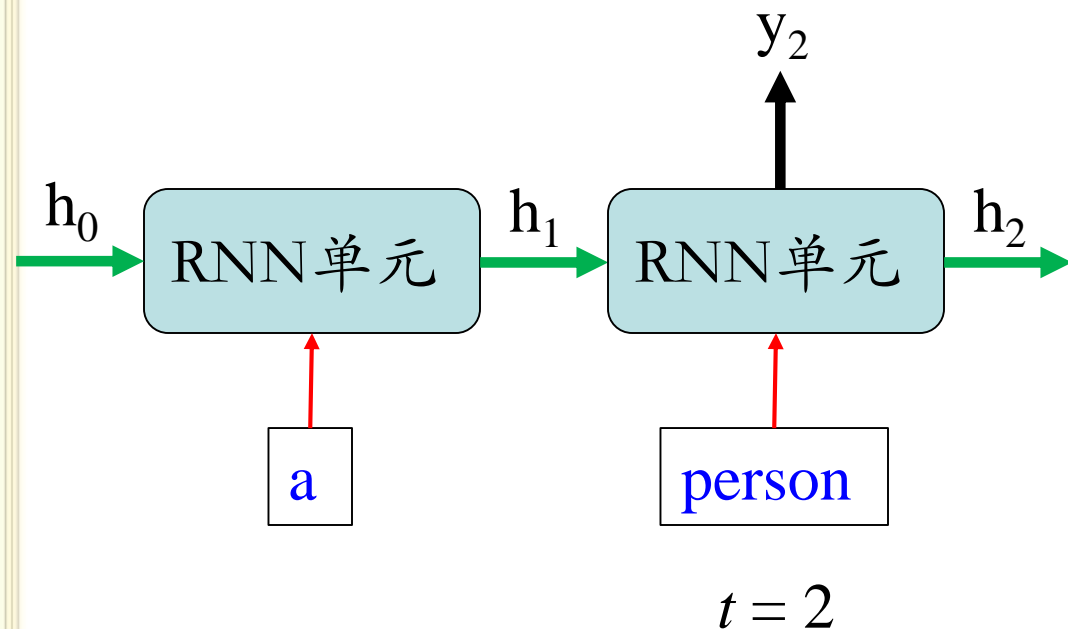 y₂
h₀
RNN单元
h₁
RNN单元
h₂
a
person
t = 2